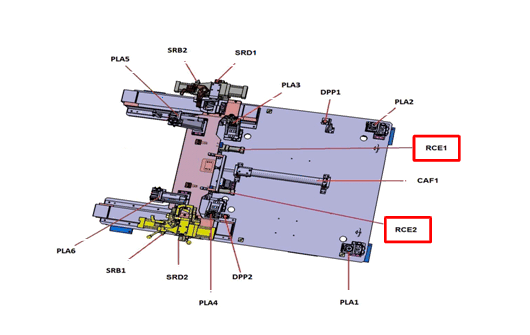 SRB2
SRD1
PLA5
PLA3
DPP1
PLA2
RCE1
CAF1
RCE2
PLA6
SRB1
SRD2
DPP2
PLA4
PLA1